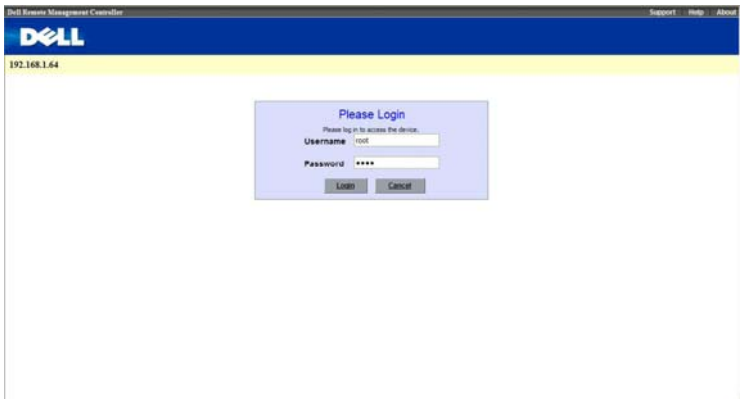 Dell Remote Management Controller
Support Help About
DELL
192.168.1.64
Please Login
Please log in to access the device.
Username root
Password ••••
Login Cancel